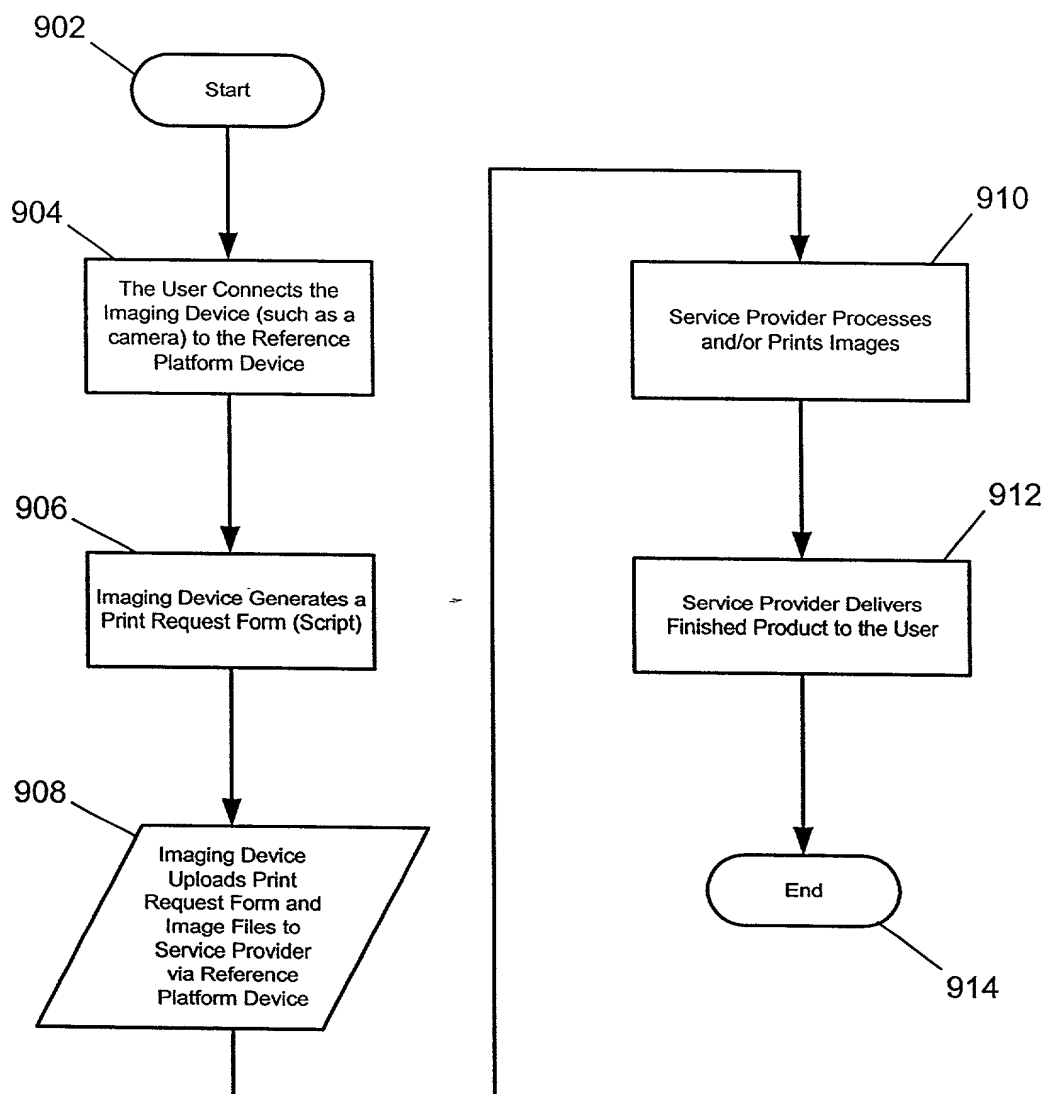 902
Start
904
The User Connects the
Imaging Device (such as a
camera) to the Reference
Platform Device
906
Imaging Device Generates a
Print Request Form (Script)
908
Imaging Device
Uploads Print
Request Form and
Image Files to
Service Provider
via Reference
Platform Device
910
Service Provider Processes
and/or Prints Images
912
Service Provider Delivers
Finished Product to the User
End
914